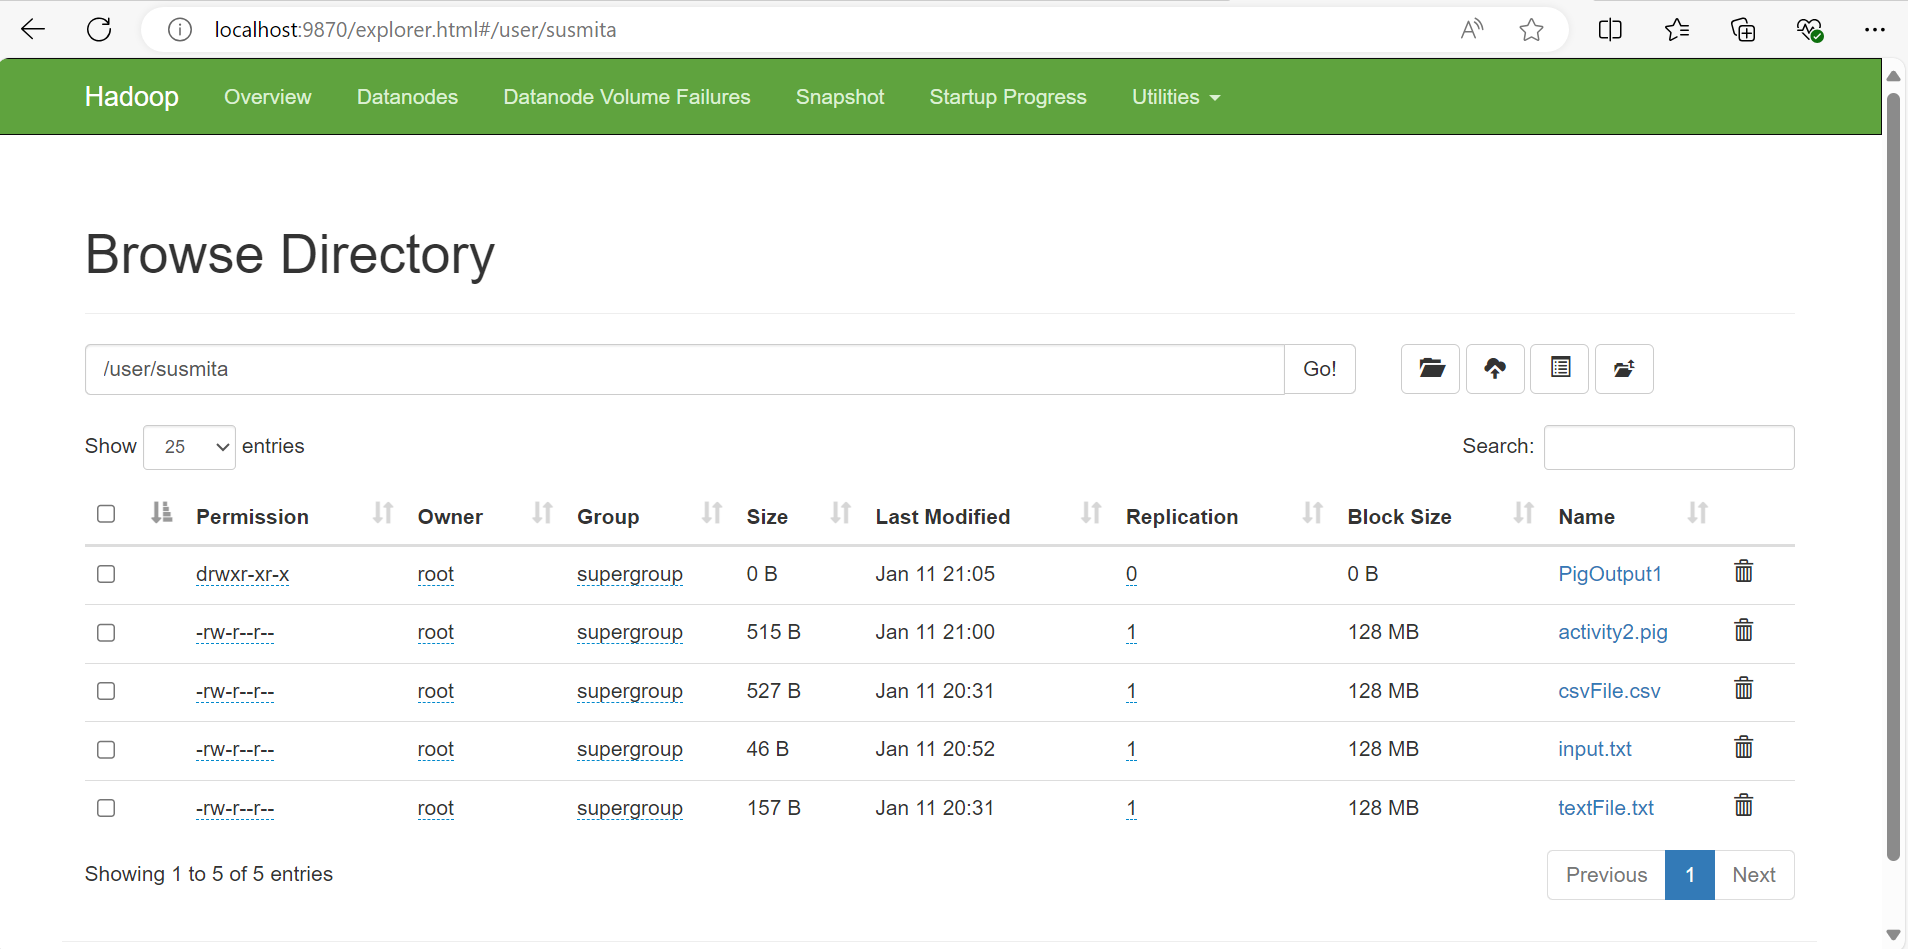 localhost:9870/explorer.html#/user/susmita
Hadoop Overview Datanodes Datanode Volume Failures Snapshot Startup Progress Utilities
Browse Directory
/user/susmita Go!
Show 25 entries Search:
Permission Owner Group Size Last Modified Replication Block Size Name
drwxr-xr-x root supergroup 0 B Jan 11 21:05 0 0 B PigOutput1
-rw-r--r-- root supergroup 515 B Jan 11 21:00 1 128 MB activity2.pig
-rw-r--r-- root supergroup 527 B Jan 11 20:31 1 128 MB csvFile.csv
-rw-r--r-- root supergroup 46 B Jan 11 20:52 1 128 MB input.txt
-rw-r--r-- root supergroup 157 B Jan 11 20:31 1 128 MB textFile.txt
Showing 1 to 5 of 5 entries Previous 1 Next